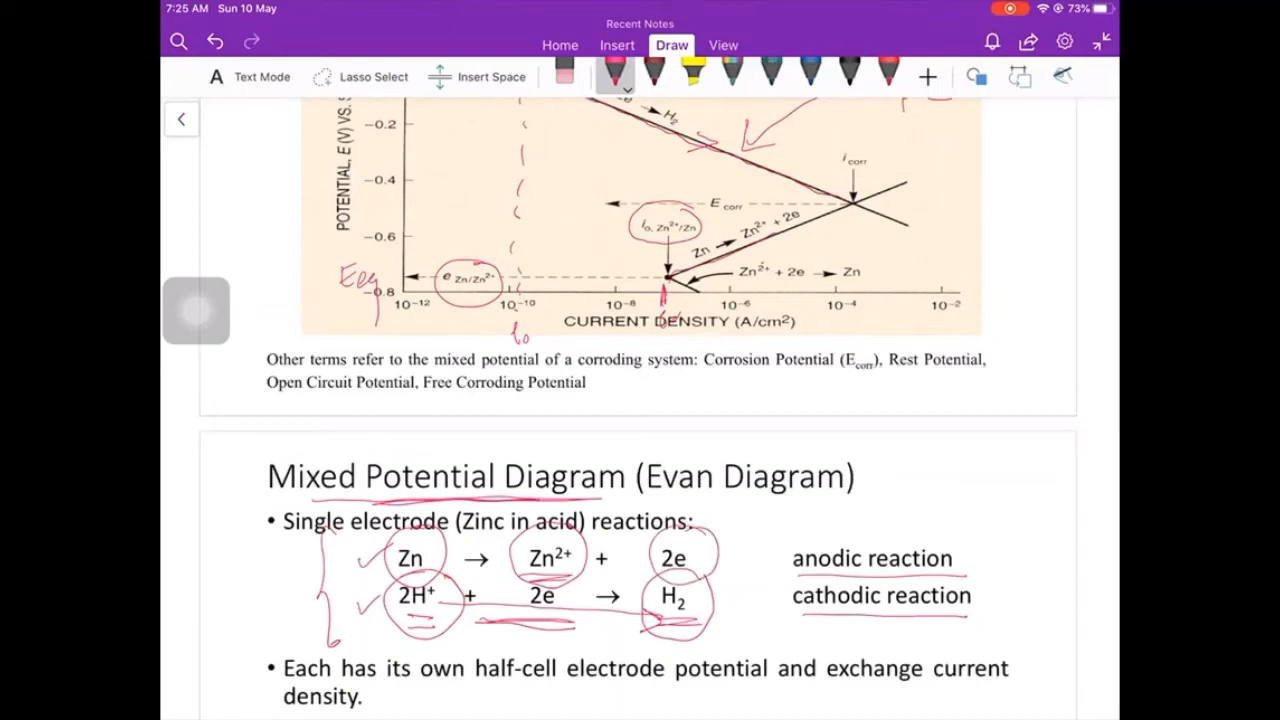 7:25 AM Sun 10 May
73%
Recent Notes
Home Insert Draw View
A Text Mode Lasso Select Insert Space
POTENTIAL, E (V) VS.
e → H2
−0.2
−0.4
−0.6
−0.8
i corr
E corr
i o, Zn2+/Zn
Zn → Zn2+ + 2e
Zn2+ + 2e → Zn
Eeq
e Zn/Zn2+
10−12 10−10 10−8 10−6 10−4 10−2
CURRENT DENSITY (A/cm2)
Other terms refer to the mixed potential of a corroding system: Corrosion Potential (Ecorr), Rest Potential,
Open Circuit Potential, Free Corroding Potential
Mixed Potential Diagram (Evan Diagram)
• Single electrode (Zinc in acid) reactions:
Zn → Zn2+ + 2e anodic reaction
2H+ + 2e → H2 cathodic reaction
• Each has its own half-cell electrode potential and exchange current
density.